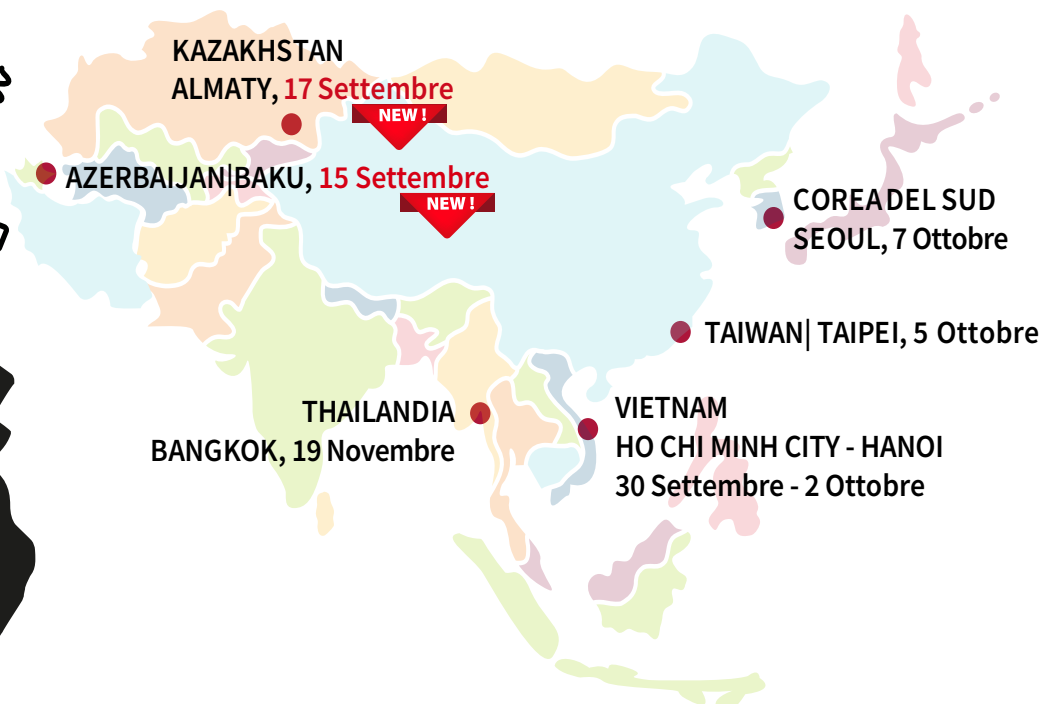 KAZAKHSTAN
ALMATY, 17 Settembre
NEW !
AZERBAIJAN|BAKU, 15 Settembre
NEW !
COREA DEL SUD
SEOUL, 7 Ottobre
TAIWAN| TAIPEI, 5 Ottobre
THAILANDIA
BANGKOK, 19 Novembre
VIETNAM
HO CHI MINH CITY - HANOI
30 Settembre - 2 Ottobre